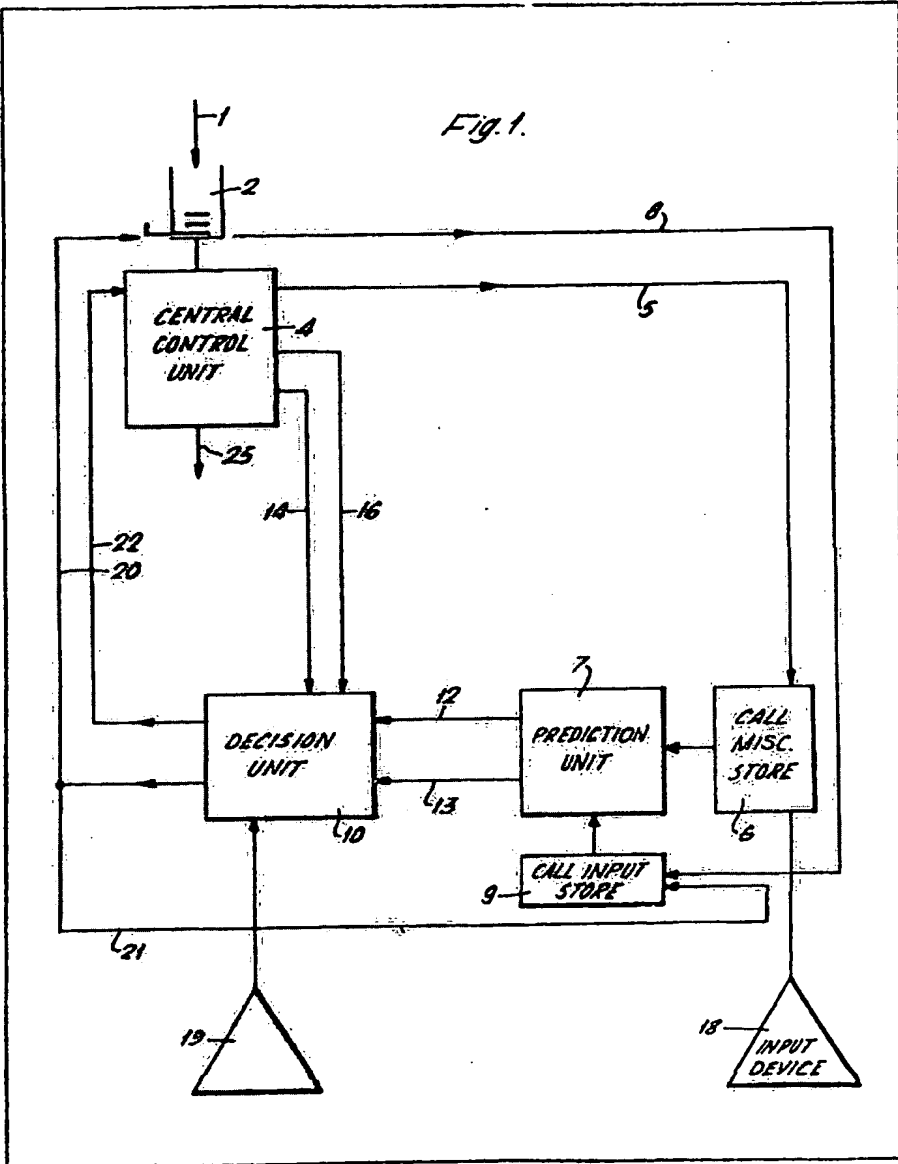 Fig. 1.
1
2
8
5
CENTRAL
CONTROL
UNIT
4
25
14
16
22
20
7
12
CALL
MISC.
STORE
DECISION
UNIT
PREDICTION
UNIT
13
10
6
CALL INPUT
STORE
9
21
19
18
INPUT
DEVICE